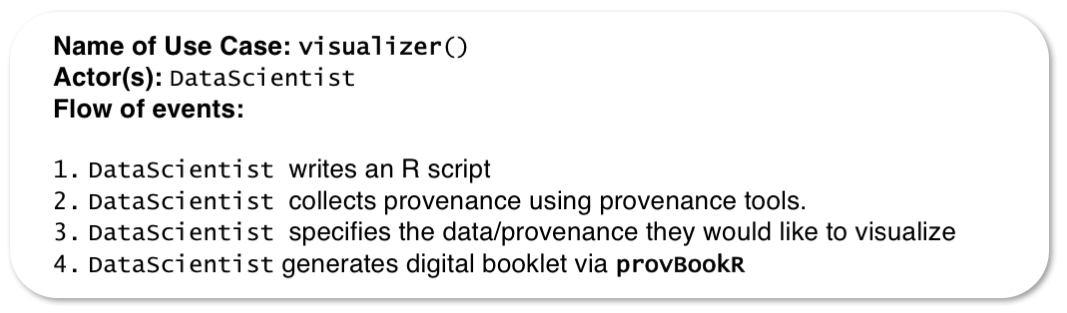 Name of Use Case: visualizer()
Actor(s): DataScientist
Flow of events:
1. DataScientist writes an R script
2. DataScientist collects provenance using provenance tools.
3. DataScientist specifies the data/provenance they would like to visualize
4. DataScientist generates digital booklet via provBookR